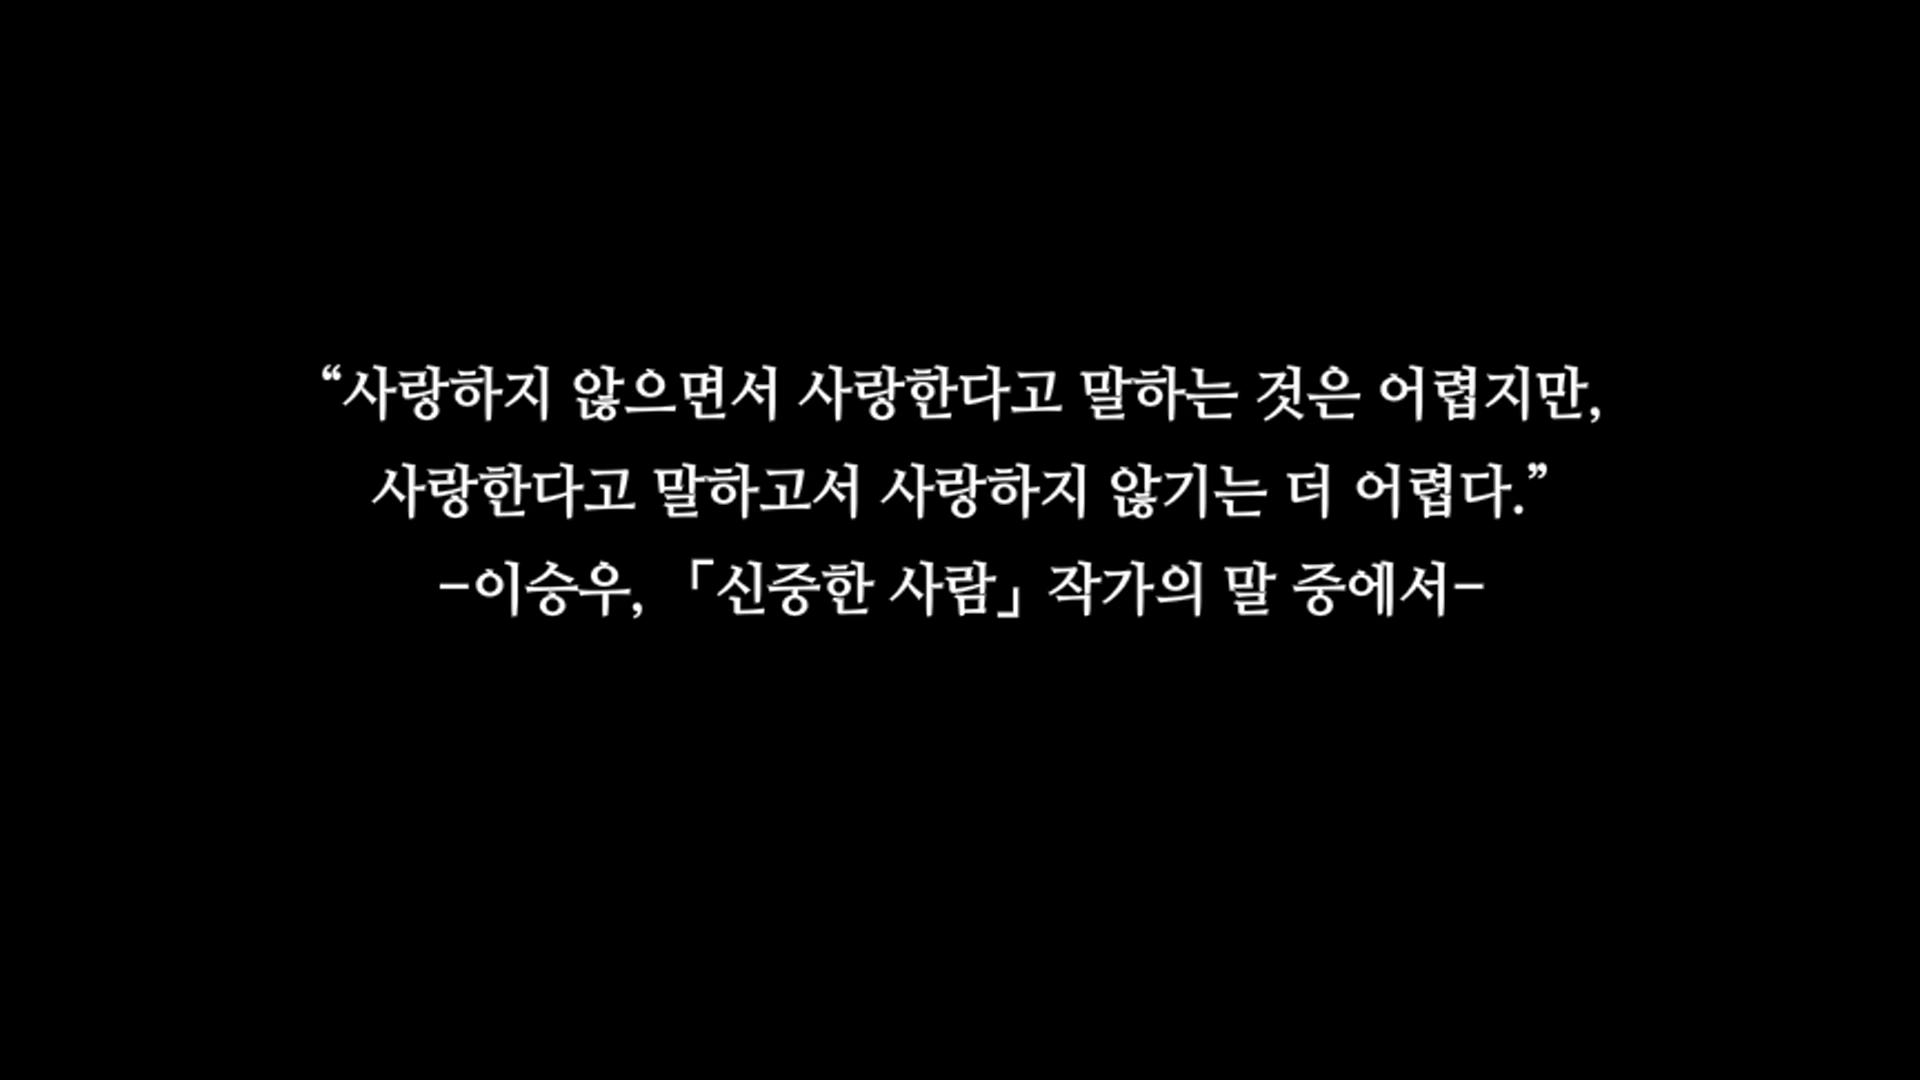 “사랑하지 않으면서 사랑한다고 말하는 것은 어렵지만,
사랑한다고 말하고서 사랑하지 않기는 더 어렵다.”
-이승우, 「신중한 사람」 작가의 말 중에서-